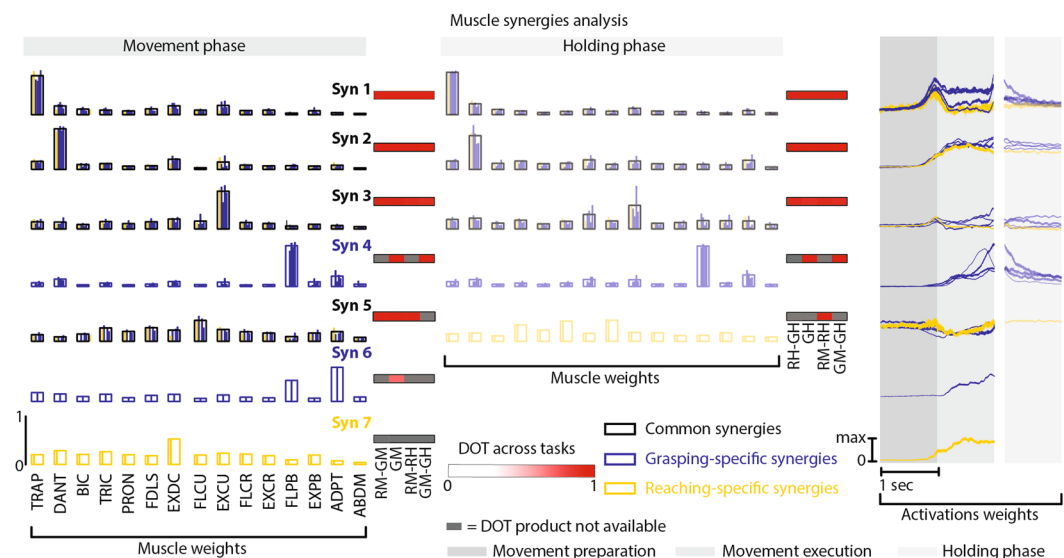 Muscle synergies analysis
Movement phase
Holding phase
Syn 1
Syn 2
Syn 3
Syn 4
Syn 5
Syn 6
Syn 7
1
0
TRAP
DANT
BIC
TRIC
PRON
FDLS
EXDC
FLCU
EXCU
FLCR
EXCR
FLPB
EXPB
ADPT
ABDM
Muscle weights
RM-GM
GM
RM-RH
GM-GH
Muscle weights
RH-GH
GH
RM-RH
GM-GH
DOT across tasks
0
1
= DOT product not available
Common synergies
Grasping-specific synergies
Reaching-specific synergies
max
0
1 sec
Activations weights
Movement preparation
Movement execution
Holding phase